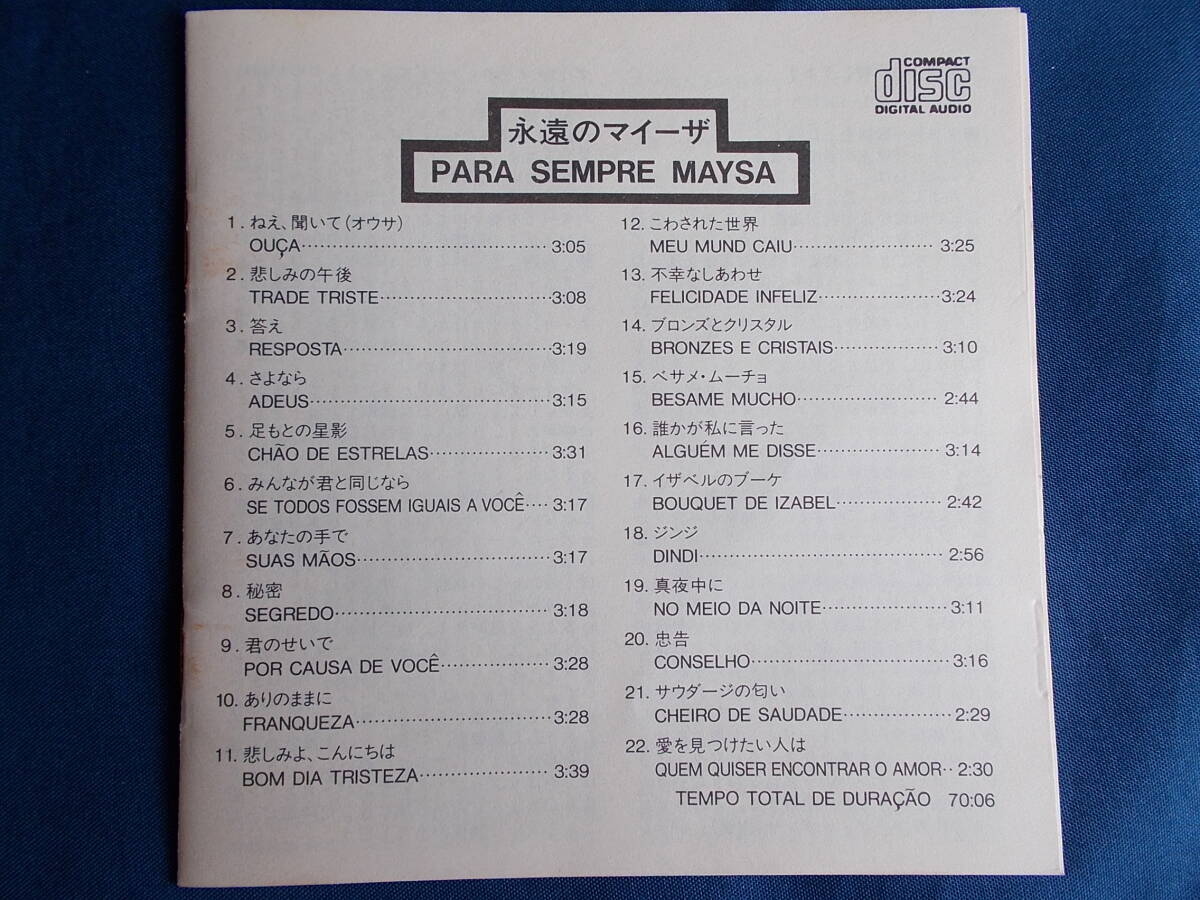 COMPACT
disc
DIGITAL AUDIO
永遠のマイーザ
PARA SEMPRE MAYSA
1. ねえ、聞いて(オウサ)
OUÇA 3:05
2. 悲しみの午後
TRADE TRISTE 3:08
3. 答え
RESPOSTA 3:19
4. さよなら
ADEUS 3:15
5. 足もとの星影
CHÃO DE ESTRELAS 3:31
6. みんなが君と同じなら
SE TODOS FOSSEM IGUAIS A VOCÊ 3:17
7. あなたの手で
SUAS MÃOS 3:17
8. 秘密
SEGREDO 3:18
9. 君のせいで
POR CAUSA DE VOCÊ 3:28
10. ありのままに
FRANQUEZA 3:28
11. 悲しみよ、こんにちは
BOM DIA TRISTEZA 3:39
12. こわされた世界
MEU MUND CAIU 3:25
13. 不幸なしあわせ
FELICIDADE INFELIZ 3:24
14. ブロンズとクリスタル
BRONZES E CRISTAIS 3:10
15. ベサメ・ムーチョ
BESAME MUCHO 2:44
16. 誰かが私に言った
ALGUÉM ME DISSE 3:14
17. イザベルのブーケ
BOUQUET DE IZABEL 2:42
18. ジンジ
DINDI 2:56
19. 真夜中に
NO MEIO DA NOITE 3:11
20. 忠告
CONSELHO 3:16
21. サウダージの匂い
CHEIRO DE SAUDADE 2:29
22. 愛を見つけたい人は
QUEM QUISER ENCONTRAR O AMOR 2:30
TEMPO TOTAL DE DURAÇÃO 70:06